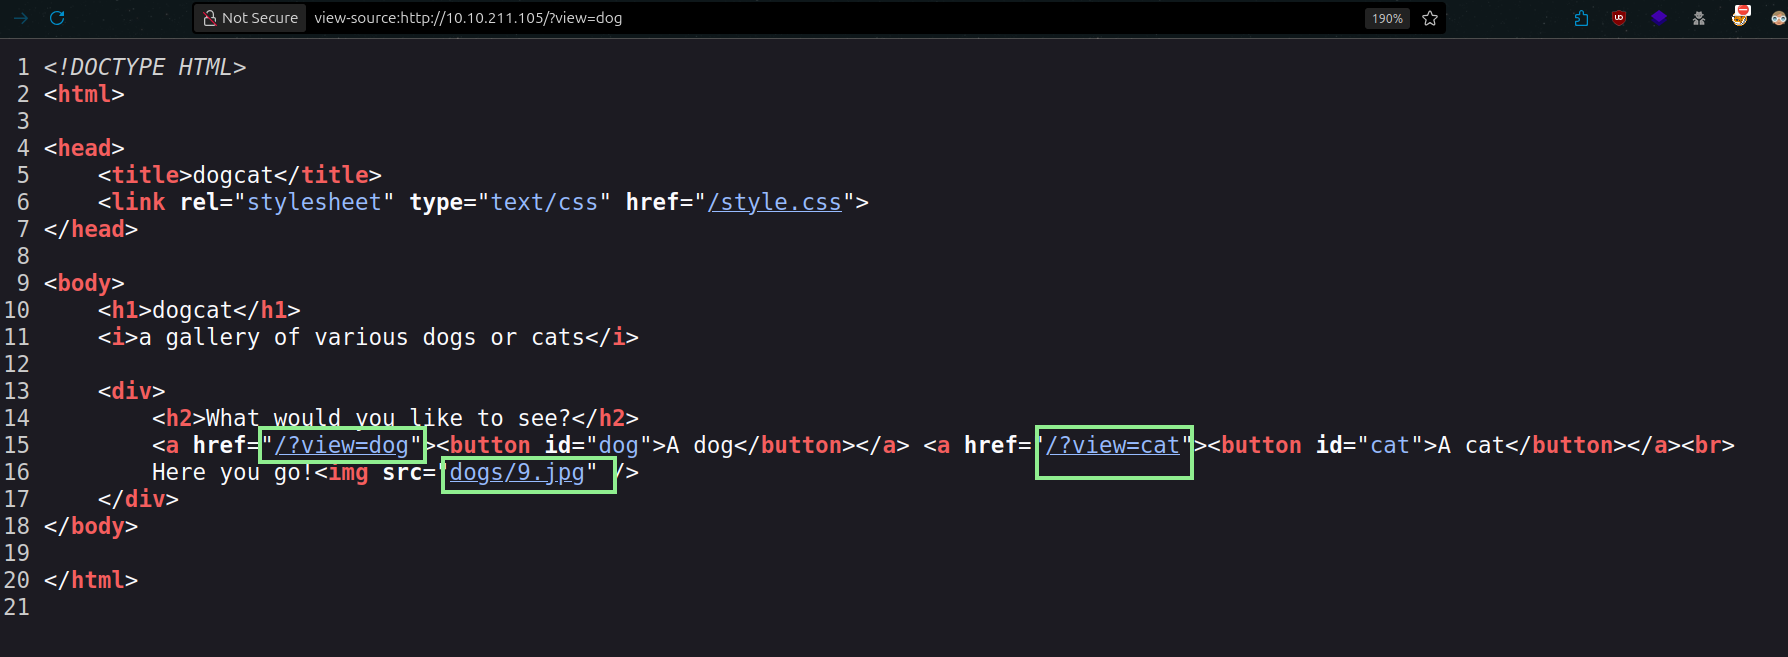 Not Secure view-source:http://10.10.211.105/?view=dog 190%
1 <!DOCTYPE HTML>
2 <html>
3
4 <head>
5 <title>dogcat</title>
6 <link rel="stylesheet" type="text/css" href="/style.css">
7 </head>
8
9 <body>
10 <h1>dogcat</h1>
11 <i>a gallery of various dogs or cats</i>
12
13 <div>
14 <h2>What would you like to see?</h2>
15 <a href="/?view=dog"><button id="dog">A dog</button></a> <a href="/?view=cat"><button id="cat">A cat</button></a><br>
16 Here you go!<img src="dogs/9.jpg" />
17 </div>
18 </body>
19
20 </html>
21